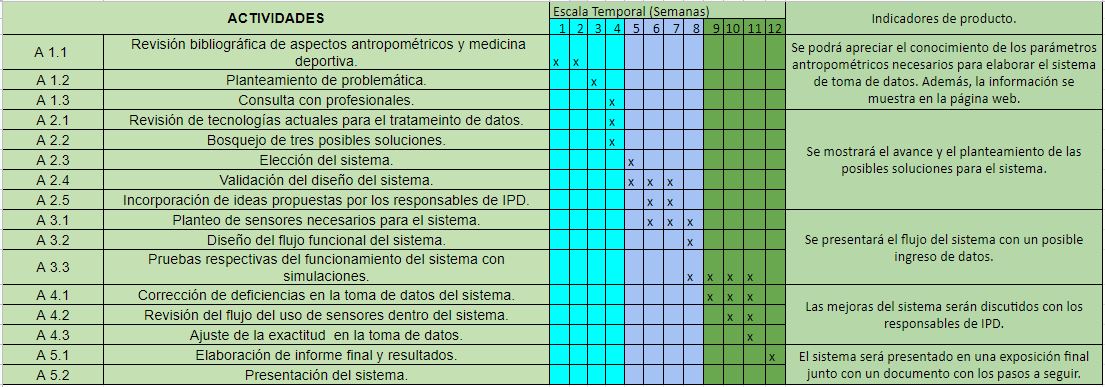 ACTIVIDADES
Escala Temporal (Semanas)
1 2 3 4 5 6 7 8 9 10 11 12
Indicadores de producto.
A 1.1
Revisión bibliográfica de aspectos antropométricos y medicina
deportiva.
x x
A 1.2
Planteamiento de problemática.
x
A 1.3
Consulta con profesionales.
x
Se podrá apreciar el conocimiento de los parámetros
antropométricos necesarios para elaborar el sistema
de toma de datos. Además, la información se
muestra en la página web.
A 2.1
Revisión de tecnologías actuales para el tratameinto de datos.
x
A 2.2
Bosquejo de tres posibles soluciones.
x
A 2.3
Elección del sistema.
x
A 2.4
Validación del diseño del sistema.
x x x
A 2.5
Incorporación de ideas propuestas por los responsables de IPD.
x x
Se mostrará el avance y el planteamiento de las
posibles soluciones para el sistema.
A 3.1
Planteo de sensores necesarios para el sistema.
x x x
A 3.2
Diseño del flujo funcional del sistema.
x
A 3.3
Pruebas respectivas del funcionamiento del sistema con
simulaciones.
x x x x
Se presentará el flujo del sistema con un posible
ingreso de datos.
A 4.1
Corrección de deficiencias en la toma de datos del sistema.
x x x
A 4.2
Revisión del flujo del uso de sensores dentro del sistema.
x x
A 4.3
Ajuste de la exactitud en la toma de datos.
x
Las mejoras del sistema serán discutidos con los
responsables de IPD.
A 5.1
Elaboración de informe final y resultados.
x
A 5.2
Presentación del sistema.
El sistema será presentado en una exposición final
junto con un documento con los pasos a seguir.